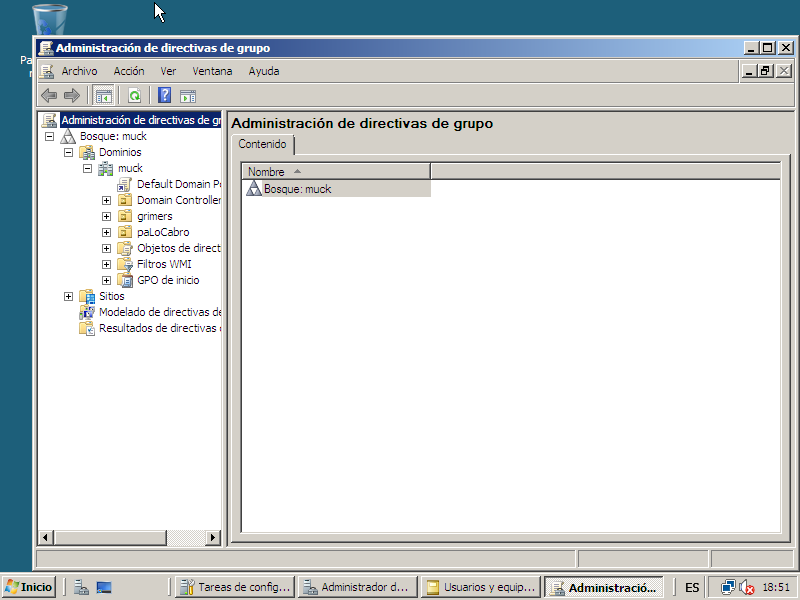 Pa
r
Administración de directivas de grupo
Archivo Acción Ver Ventana Ayuda
Administración de directivas de gr
Bosque: muck
Dominios
muck
Default Domain Po
Domain Controller
grimers
paLoCabro
Objetos de direct
Filtros WMI
GPO de inicio
Sitios
Modelado de directivas de
Resultados de directivas d
Administración de directivas de grupo
Contenido
Nombre
Bosque: muck
Inicio
Tareas de config...
Administrador d...
Usuarios y equip...
Administració...
ES
18:51